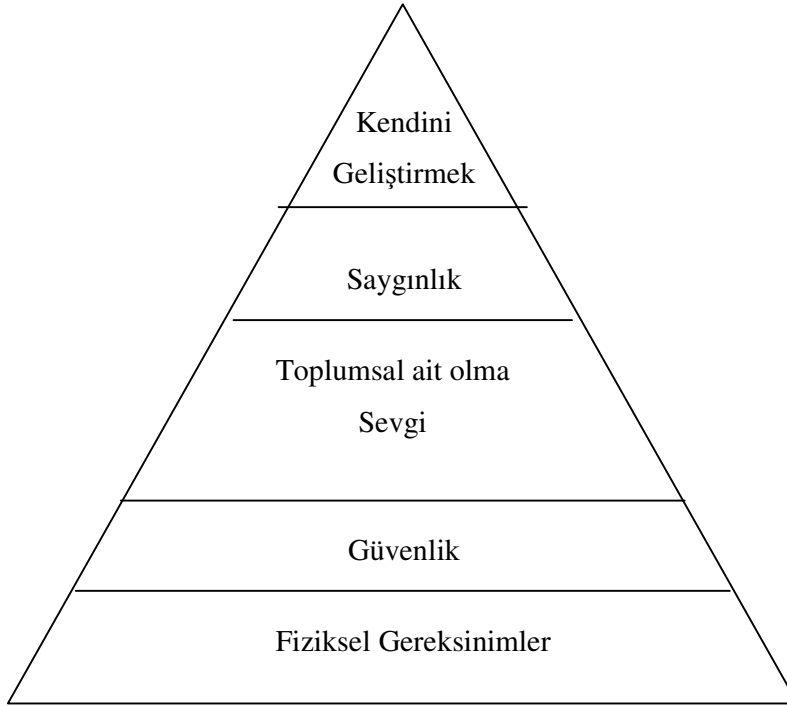 Kendini
Geliştirmek
Saygınlık
Toplumsal ait olma
Sevgi
Güvenlik
Fiziksel Gereksinimler